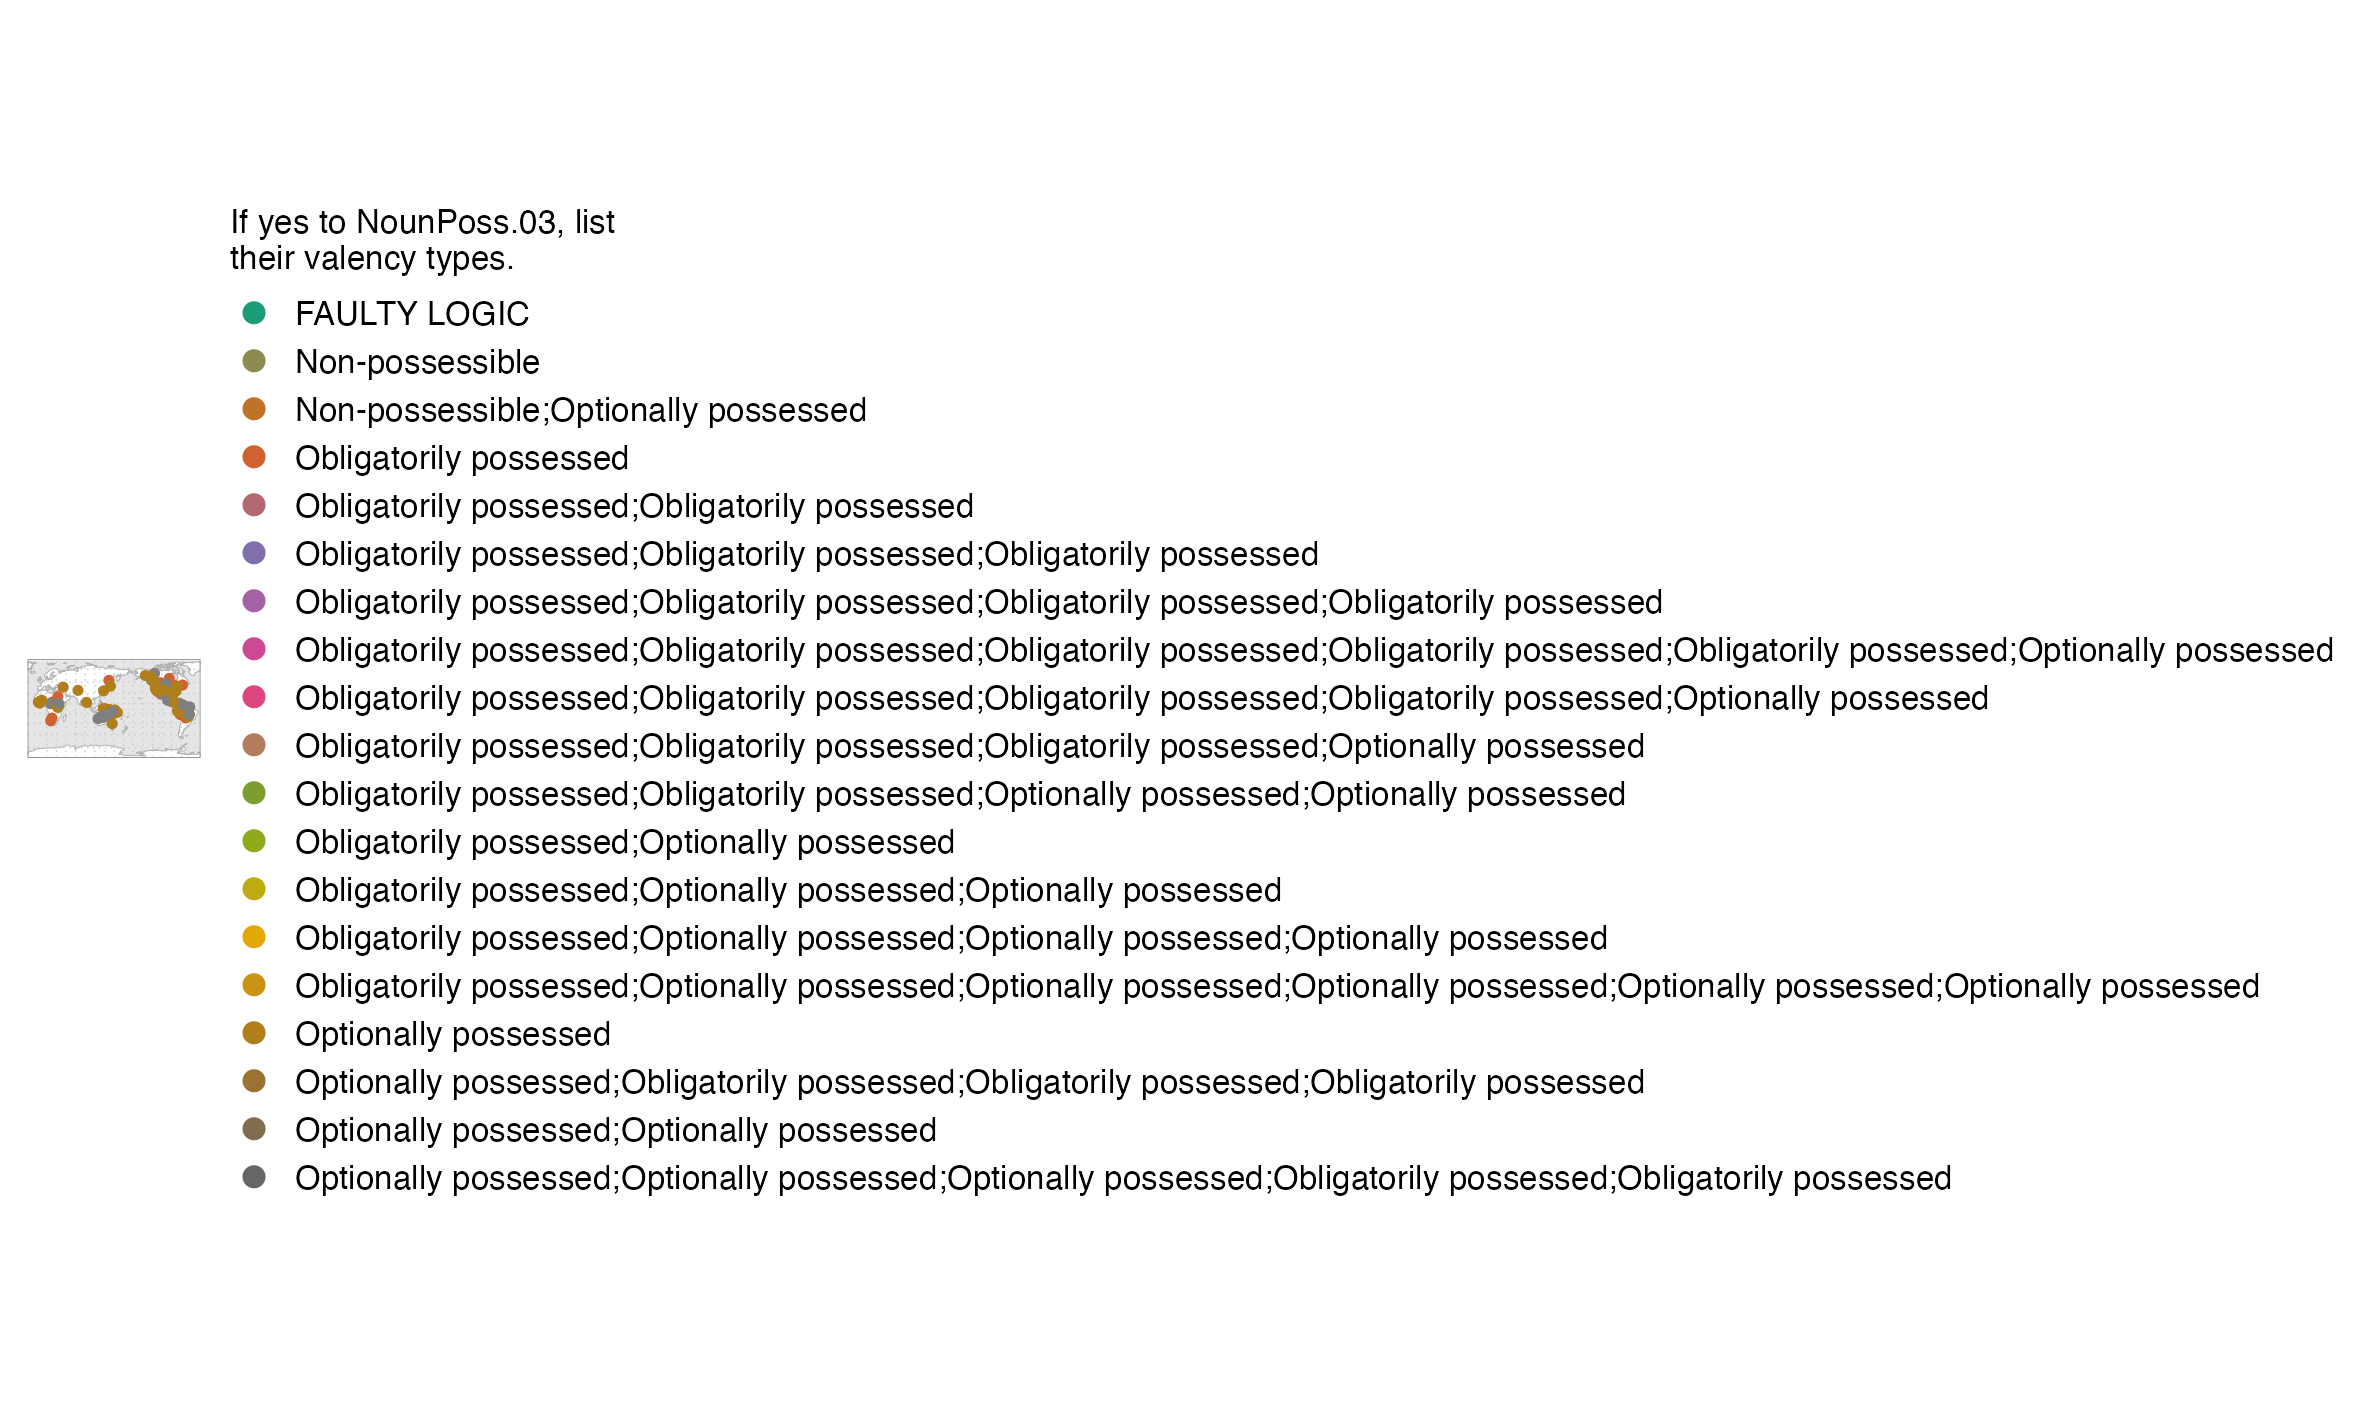 If yes to NounPoss.03, list
their valency types.
FAULTY LOGIC
Non-possessible
Non-possessible;Optionally possessed
Obligatorily possessed
Obligatorily possessed;Obligatorily possessed
Obligatorily possessed;Obligatorily possessed;Obligatorily possessed
Obligatorily possessed;Obligatorily possessed;Obligatorily possessed;Obligatorily possessed
Obligatorily possessed;Obligatorily possessed;Obligatorily possessed;Obligatorily possessed;Obligatorily possessed;Optionally possessed
Obligatorily possessed;Obligatorily possessed;Obligatorily possessed;Obligatorily possessed;Optionally possessed
Obligatorily possessed;Obligatorily possessed;Obligatorily possessed;Optionally possessed
Obligatorily possessed;Obligatorily possessed;Optionally possessed;Optionally possessed
Obligatorily possessed;Optionally possessed
Obligatorily possessed;Optionally possessed;Optionally possessed
Obligatorily possessed;Optionally possessed;Optionally possessed;Optionally possessed
Obligatorily possessed;Optionally possessed;Optionally possessed;Optionally possessed;Optionally possessed;Optionally possessed
Optionally possessed
Optionally possessed;Obligatorily possessed;Obligatorily possessed;Obligatorily possessed
Optionally possessed;Optionally possessed
Optionally possessed;Optionally possessed;Optionally possessed;Obligatorily possessed;Obligatorily possessed